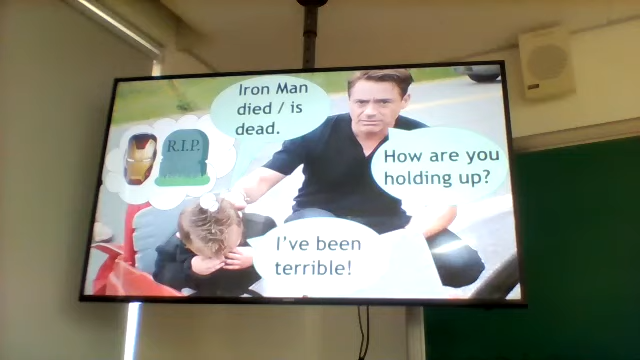 Iron Man
died / is
dead.
R.I.P.
How are you
holding up?
I've been
terrible!